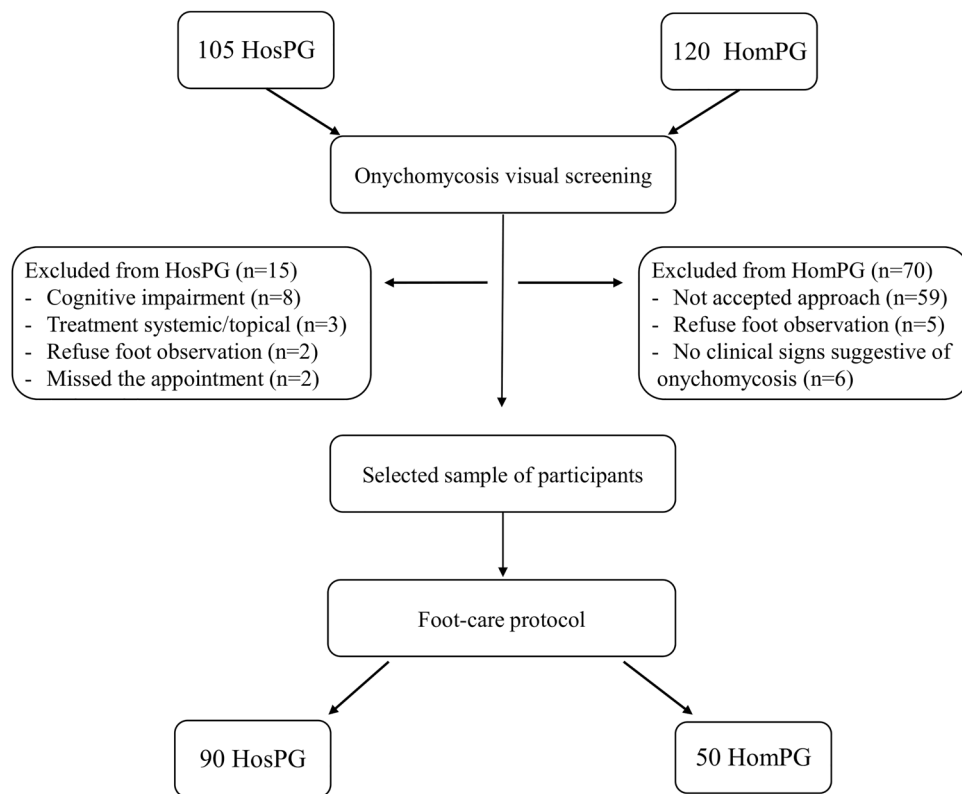 105 HosPG
120 HomPG
Onychomycosis visual screening
Excluded from HosPG (n=15)
- Cognitive impairment (n=8)
- Treatment systemic/topical (n=3)
- Refuse foot observation (n=2)
- Missed the appointment (n=2)
Excluded from HomPG (n=70)
- Not accepted approach (n=59)
- Refuse foot observation (n=5)
- No clinical signs suggestive of
onychomycosis (n=6)
Selected sample of participants
Foot-care protocol
90 HosPG
50 HomPG